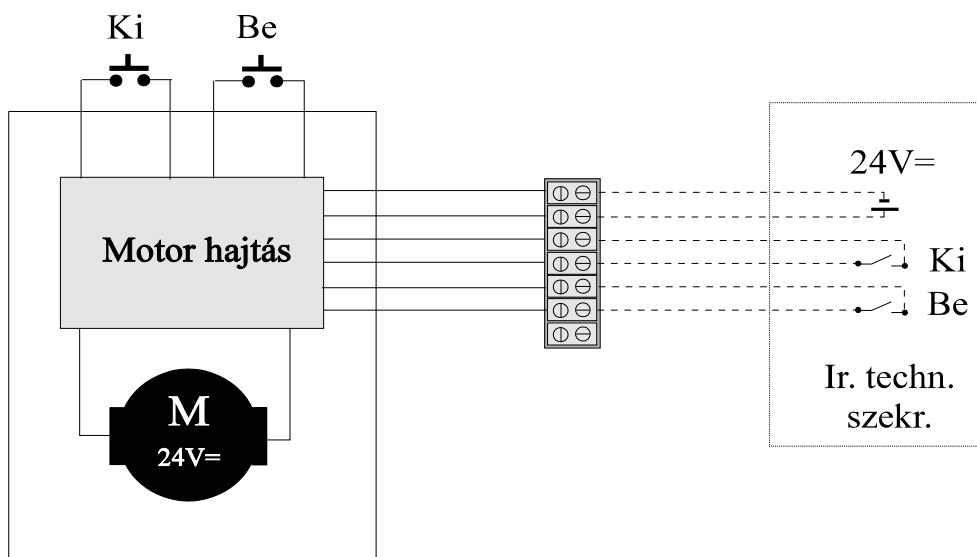 Ki
Be
24V=
Motor hajtás
Ki
Be
M
24V=
Ir. techn.
szekr.